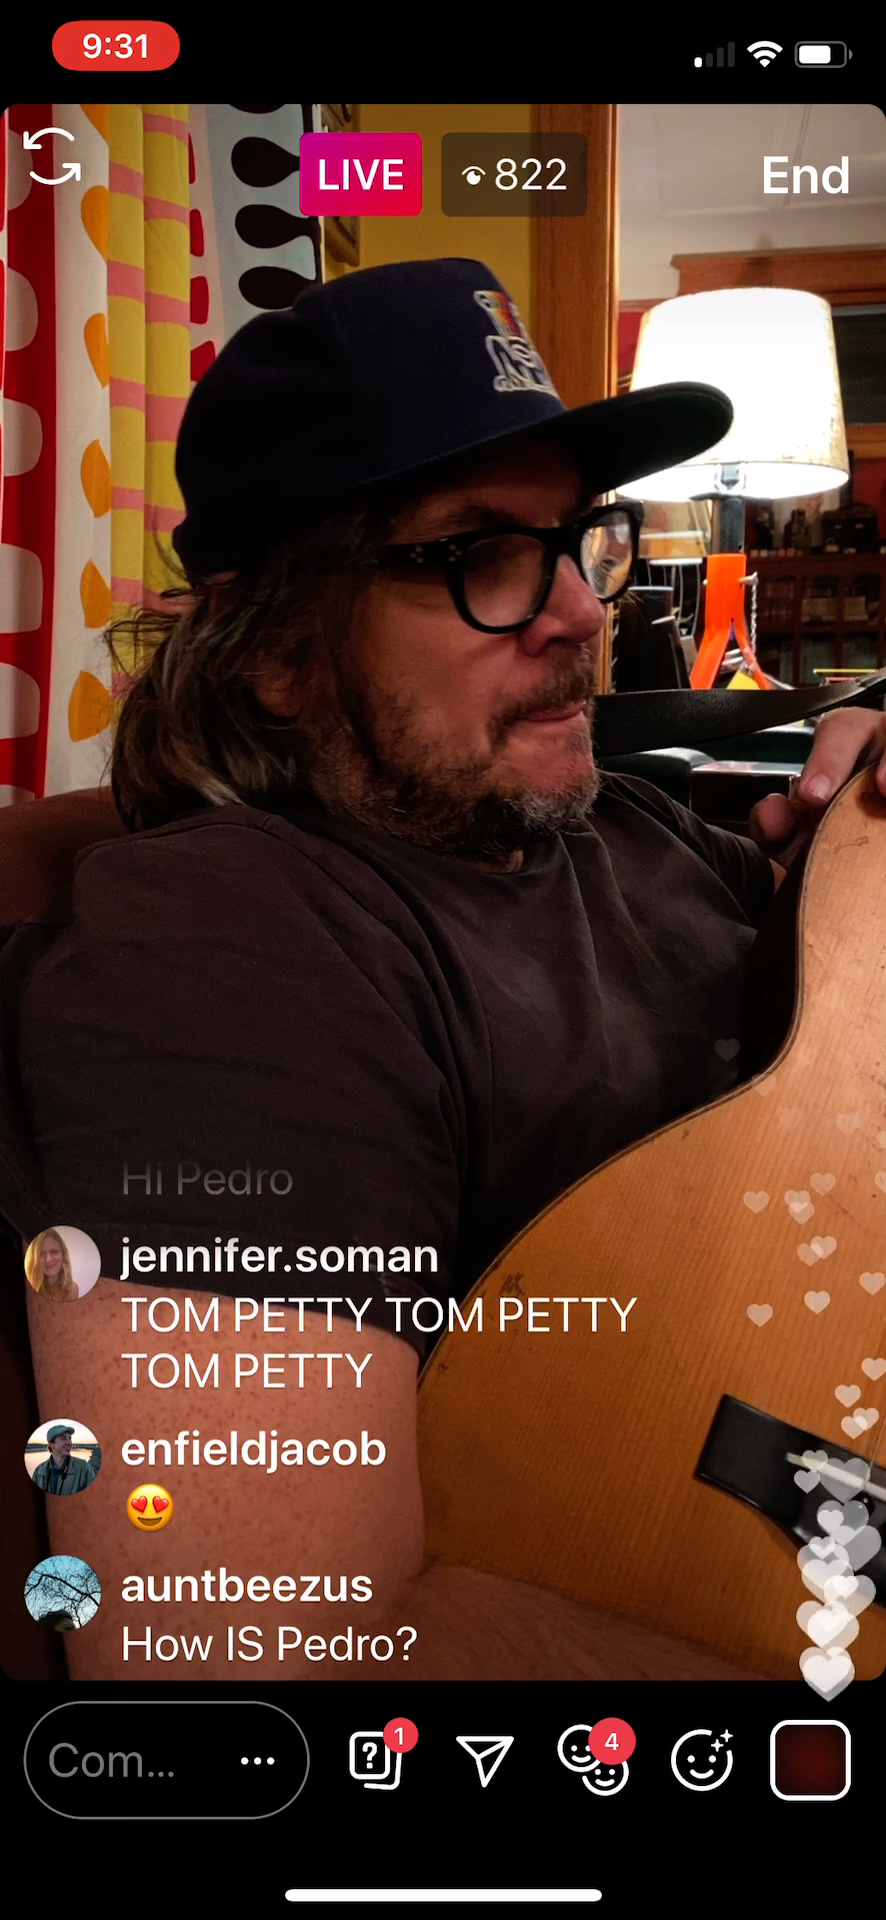 9:31
LIVE
822
End
Hi Pedro
jennifer.soman
TOM PETTY TOM PETTY
TOM PETTY
enfieldjacob
😍
auntbeezus
How IS Pedro?
Com...
1
4